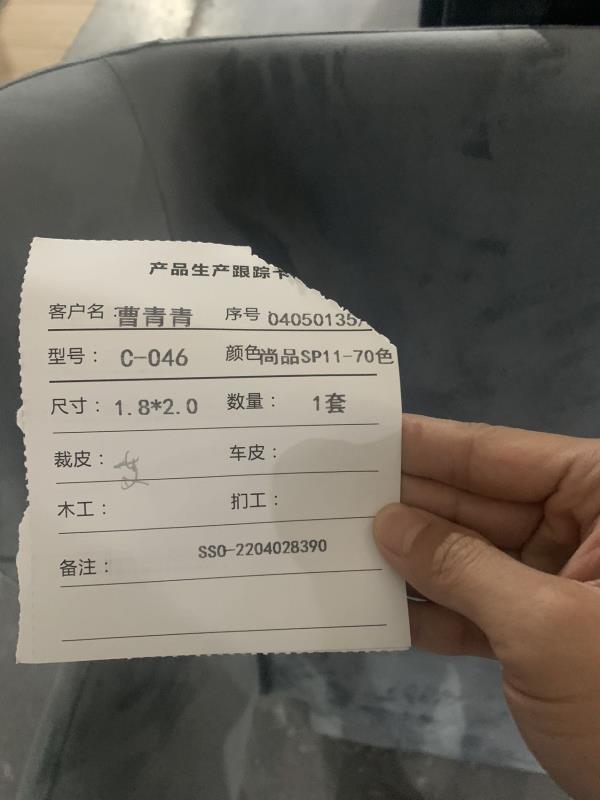 产品生产跟踪卡
客户名：曹青青 序号：04050135
型号： C-046 颜色尚品SP11-70色
尺寸： 1.8*2.0 数量： 1套
裁皮： 车皮：
木工： 扪工：
备注： SSO-2204028390